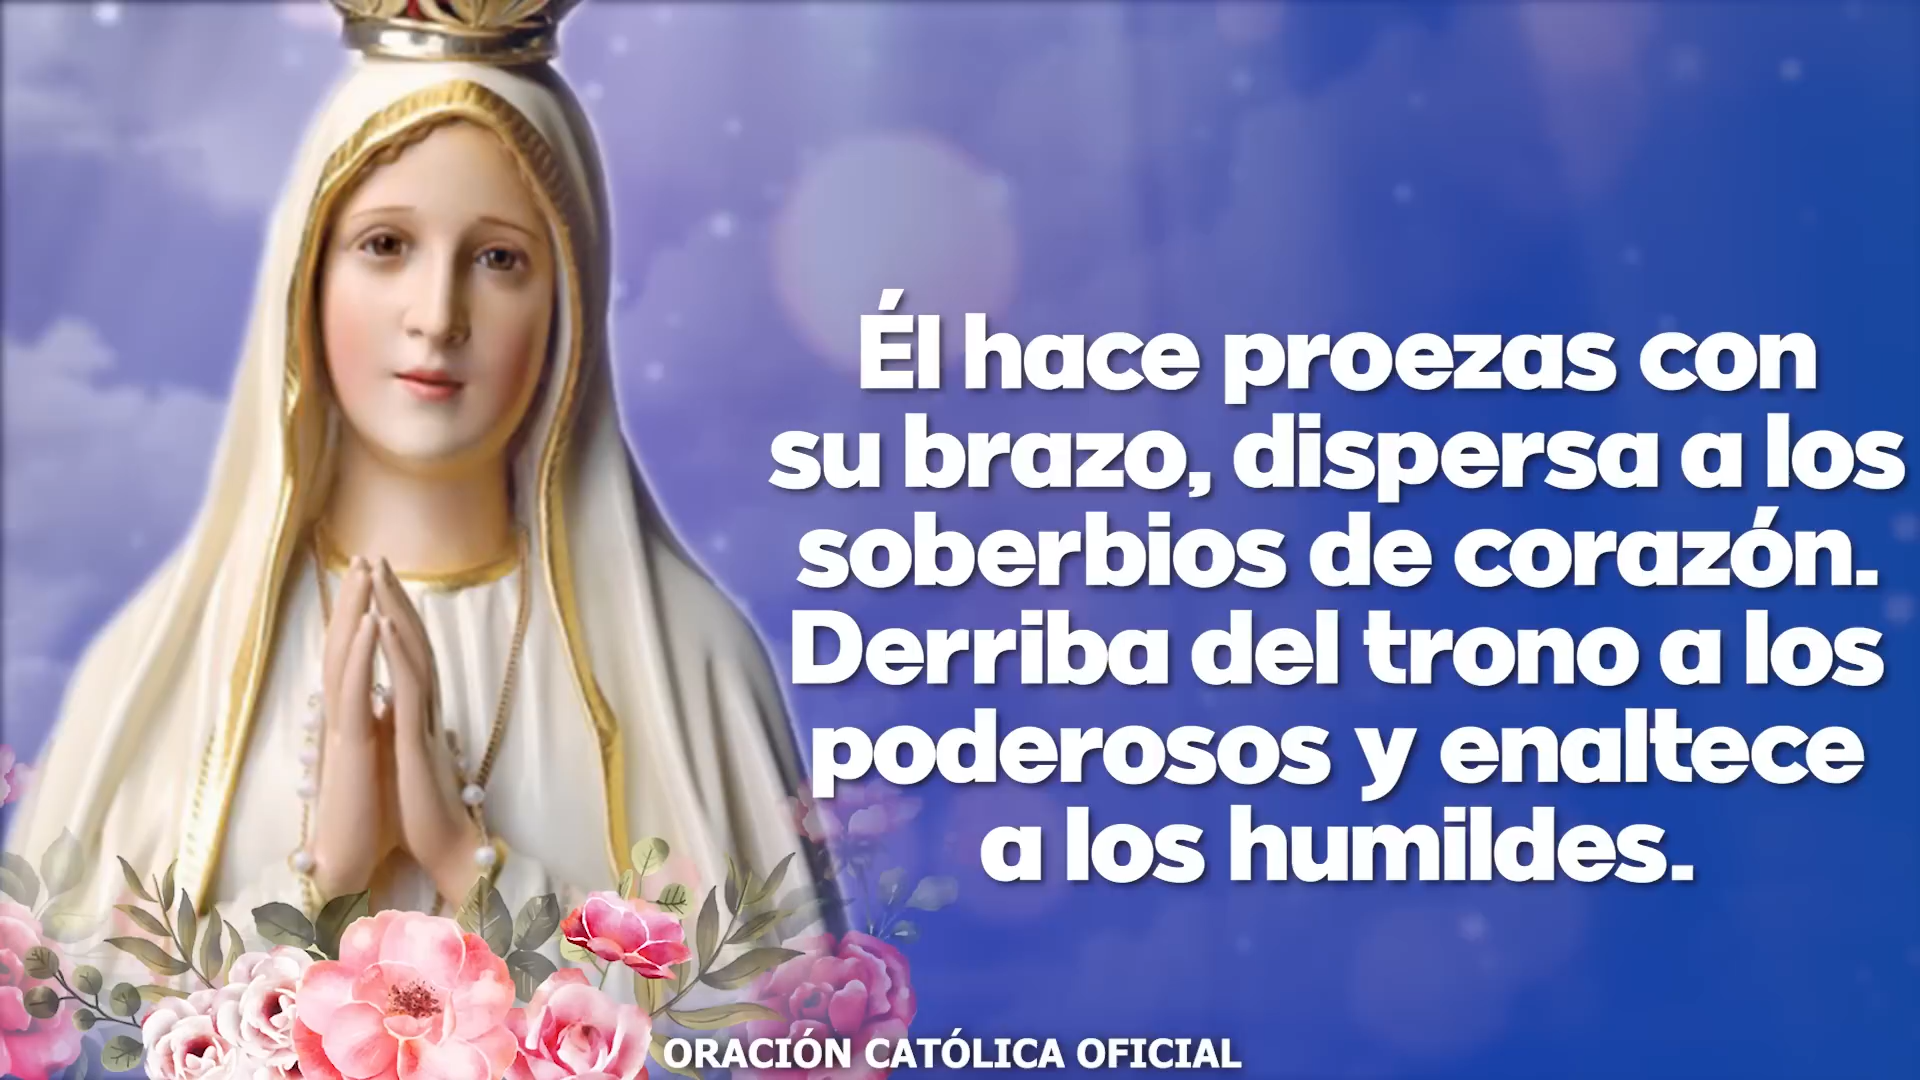 Él hace proezas con
su brazo, dispersa a los
soberbios de corazón.
Derriba del trono a los
poderosos y enaltece
a los humildes.
ORACIÓN CATÓLICA OFICIAL